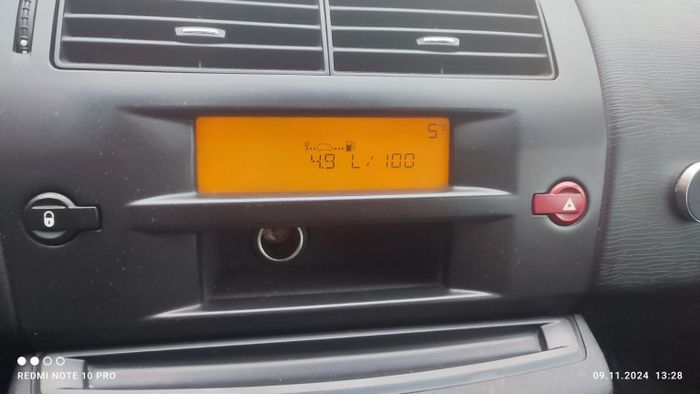 5°C
4.9 L/100
REDMI NOTE 10 PRO
09.11.2024 13:28